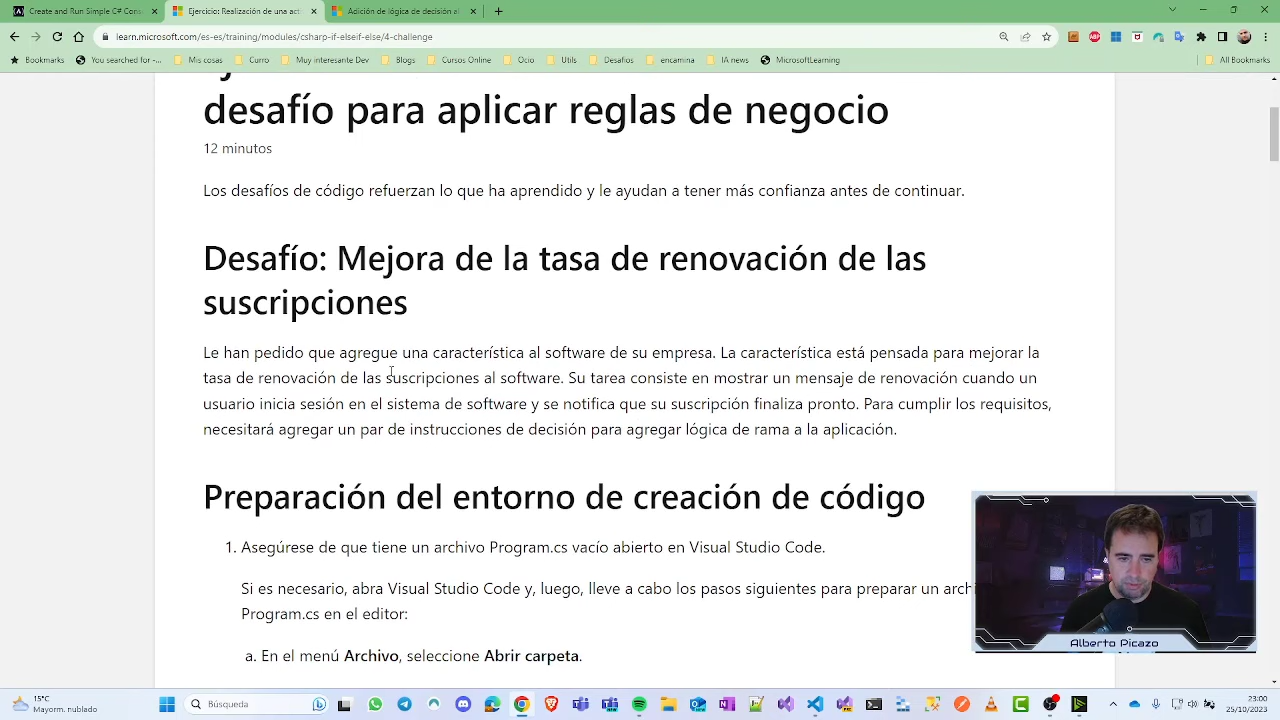 Create and Run Simple C# Cons
Ejercicio: Realización de una act
Adición de lógica de decisión al
learn.microsoft.com/es-es/training/modules/csharp-if-elseif-else/4-challenge
Bookmarks
You searched for -...
Mis cosas
Curro
Muy interesante Dev
Blogs
Cursos Online
Ocio
Utils
Desafios
encamina
IA news
MicrosoftLearning
All Bookmarks
desafío para aplicar reglas de negocio
12 minutos
Los desafíos de código refuerzan lo que ha aprendido y le ayudan a tener más confianza antes de continuar.
Desafío: Mejora de la tasa de renovación de las
suscripciones
Le han pedido que agregue una característica al software de su empresa. La característica está pensada para mejorar la
tasa de renovación de las suscripciones al software. Su tarea consiste en mostrar un mensaje de renovación cuando un
usuario inicia sesión en el sistema de software y se notifica que su suscripción finaliza pronto. Para cumplir los requisitos,
necesitará agregar un par de instrucciones de decisión para agregar lógica de rama a la aplicación.
Preparación del entorno de creación de código
1. Asegúrese de que tiene un archivo Program.cs vacío abierto en Visual Studio Code.
Si es necesario, abra Visual Studio Code y, luego, lleve a cabo los pasos siguientes para preparar un archi
Program.cs en el editor:
a. En el menú Archivo, seleccione Abrir carpeta.
Alberto Picazo
15°C
Mayorm. nublado
Búsqueda
23:00
25/10/2023